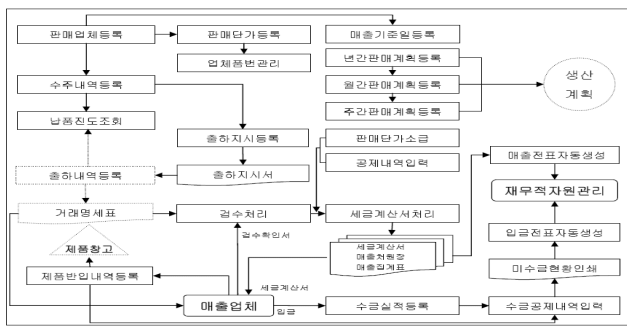 판매업체등록
판매단가등록
매출기준일등록
업체품번관리
년간판매계획등록
수주내역등록
월간판매계획등록
생산
계획
주간판매계획등록
납품진도조회
출하지시등록
판매단가소급
출하내역등록
출하지시서
공제내역입력
매출전표자동생성
재무적자원관리
거래명세표
검수처리
세금계산서처리
입금전표자동생성
검수확인서
세금계산서
매출처원장
매출집계표
제품창고
미수금현황인쇄
제품반입내역등록
세금계산서
매출업체
입금
수금실적등록
수금공제내역입력